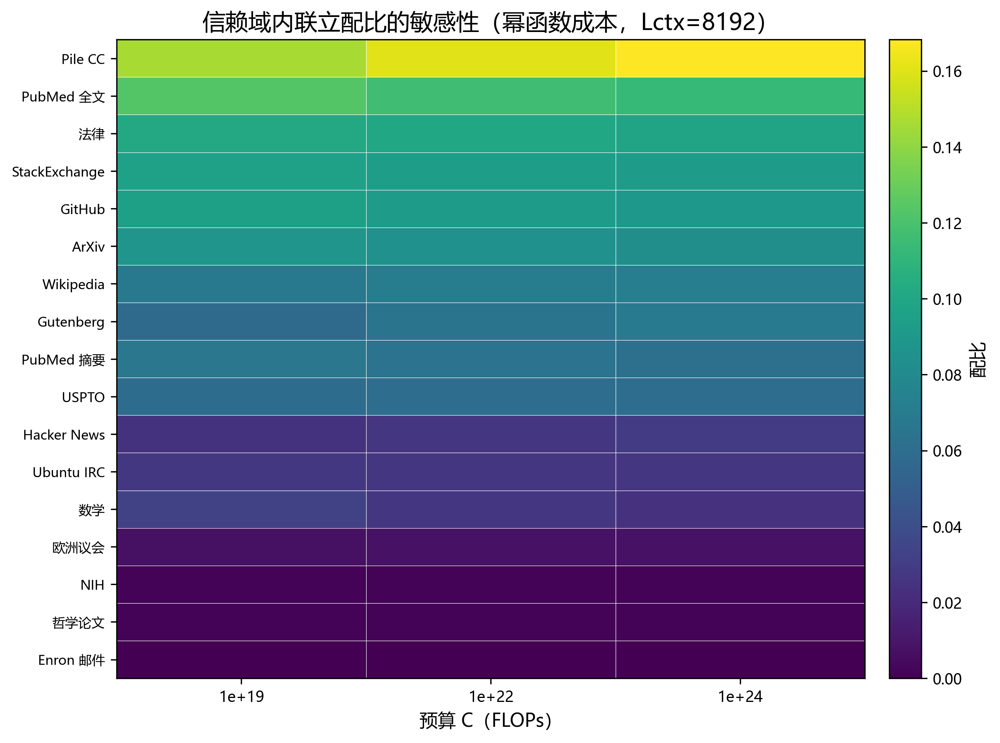 信赖域内联立配比的敏感性（幂函数成本，Lctx=8192）
Pile CC
PubMed 全文
法律
StackExchange
GitHub
ArXiv
Wikipedia
Gutenberg
PubMed 摘要
USPTO
Hacker News
Ubuntu IRC
数学
欧洲议会
NIH
哲学论文
Enron 邮件
1e+19
1e+22
1e+24
预算 C（FLOPs）
0.16
0.14
0.12
0.10
0.08
0.06
0.04
0.02
0.00
配比